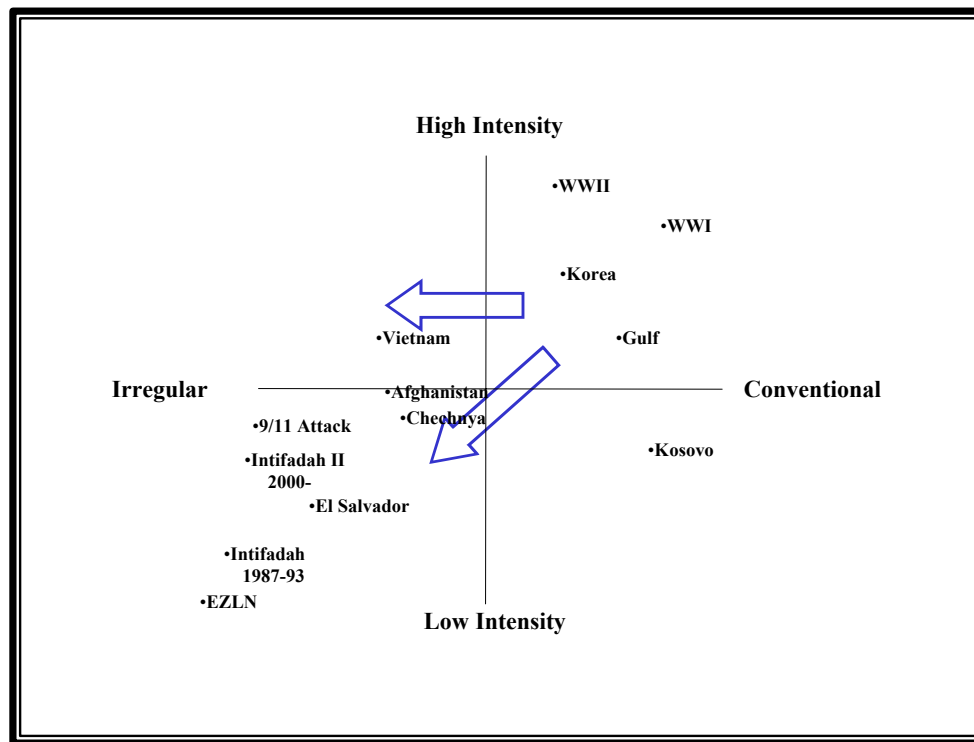 High Intensity
•WWII
•WWI
•Korea
•Vietnam
•Gulf
Irregular
•Afghanistan
Conventional
•Chechnya
•9/11 Attack
•Kosovo
•Intifadah II
2000-
•El Salvador
•Intifadah
1987-93
•EZLN
Low Intensity